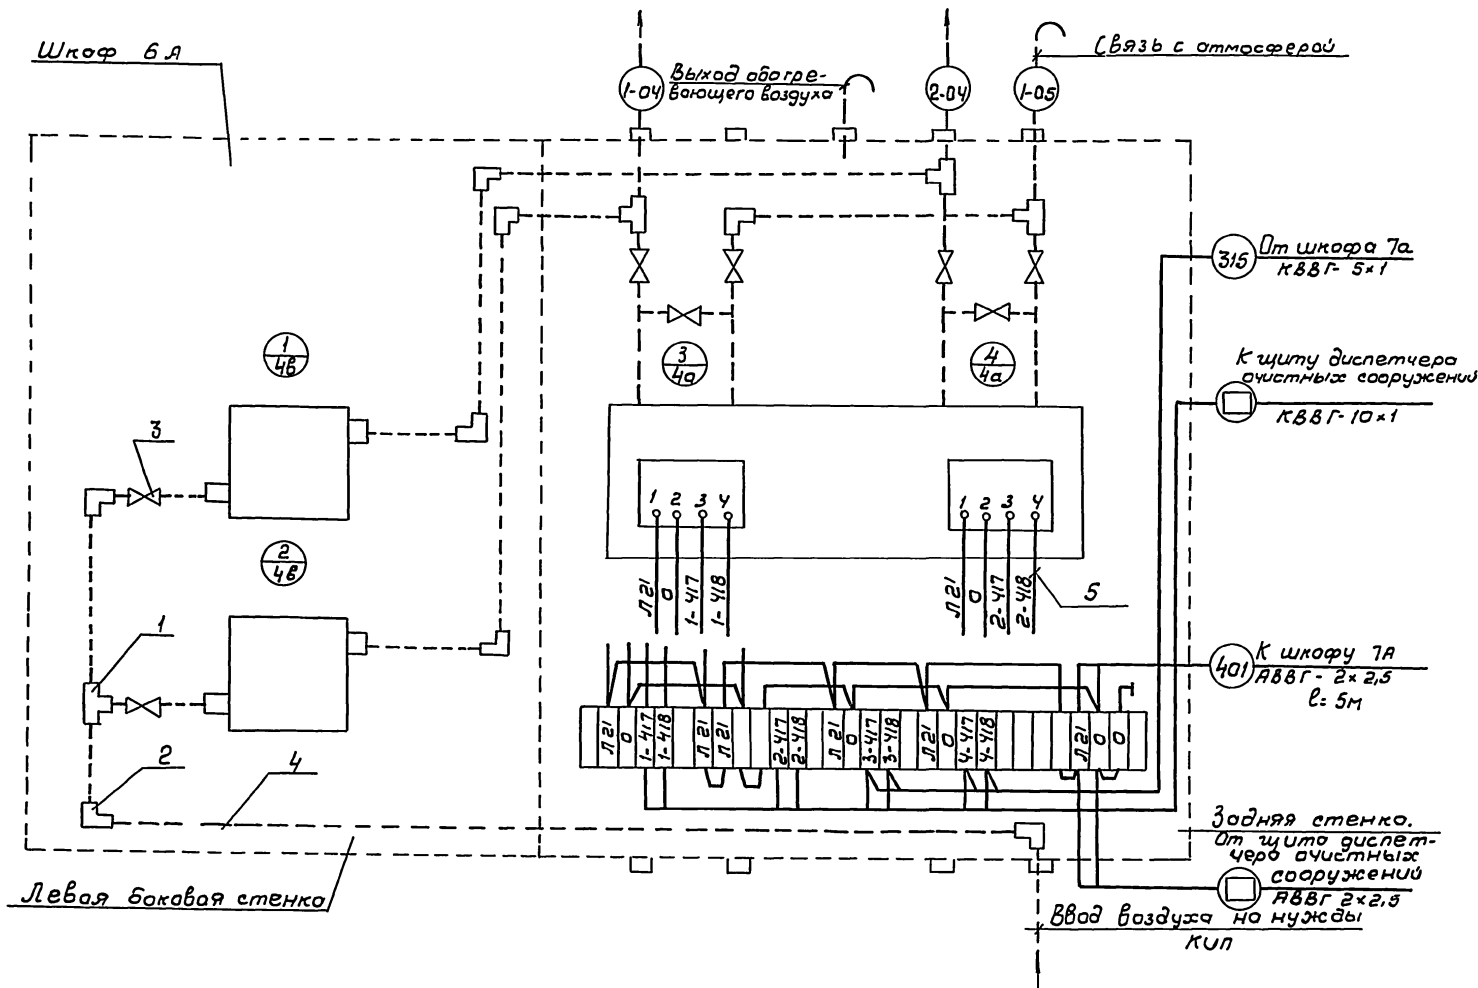 Шкаф 6А
1-04
Выход обогре-
вающего воздуха
2-04
1-05
Связь с атмосферой
315
От шкафа 7а
КВВГ- 5×1
1
4в
3
4а
4
4а
К щиту диспетчера
очистных сооружений
КВВГ-10×1
3
1 2 3 4
1 2 3 4
2
4в
Л21
0
1-417
1-418
Л21
0
2-417
2-418
5
1
401
К шкафу 7А
АВВГ- 2×2,5
ℓ= 5м
Л21
0
1-417
1-418
Л21
Л21
2-417
2-418
Л21
0
3-417
3-418
Л21
0
4-417
4-418
Л21
0
0
2
4
Задняя стенка.
От щита диспет-
чера очистных
сооружений
АВВГ 2×2,5
Левая боковая стенка
Ввод воздуха на нужды
КИП